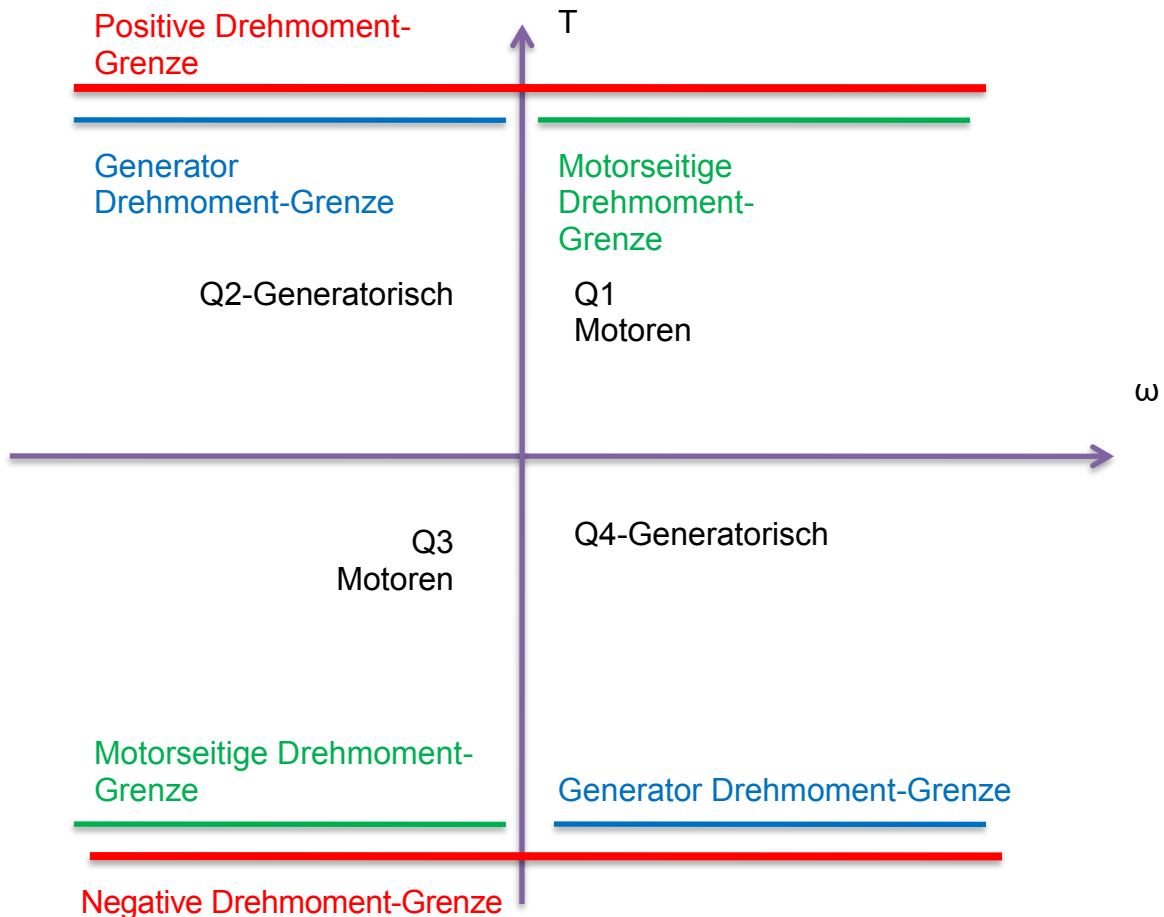 Positive Drehmoment-
Grenze
T
Generator
Drehmoment-Grenze
Motorseitige
Drehmoment-
Grenze
Q2-Generatorisch
Q1
Motoren
ω
Q3
Motoren
Q4-Generatorisch
Motorseitige Drehmoment-
Grenze
Generator Drehmoment-Grenze
Negative Drehmoment-Grenze